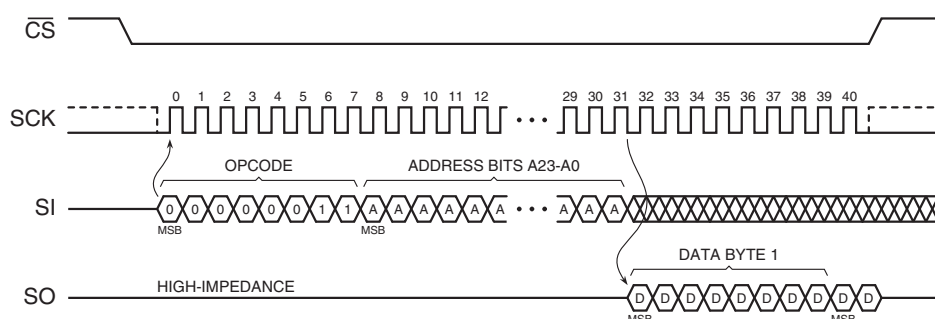 CS
SCK
0 1 2 3 4 5 6 7 8 9 10 11 12 29 30 31 32 33 34 35 36 37 38 39 40
OPCODE ADDRESS BITS A23-A0
SI
0 0 0 0 0 0 1 1 A A A A A A A A A
MSB MSB
DATA BYTE 1
SO
HIGH-IMPEDANCE
D D D D D D D D D D
MSB MSB